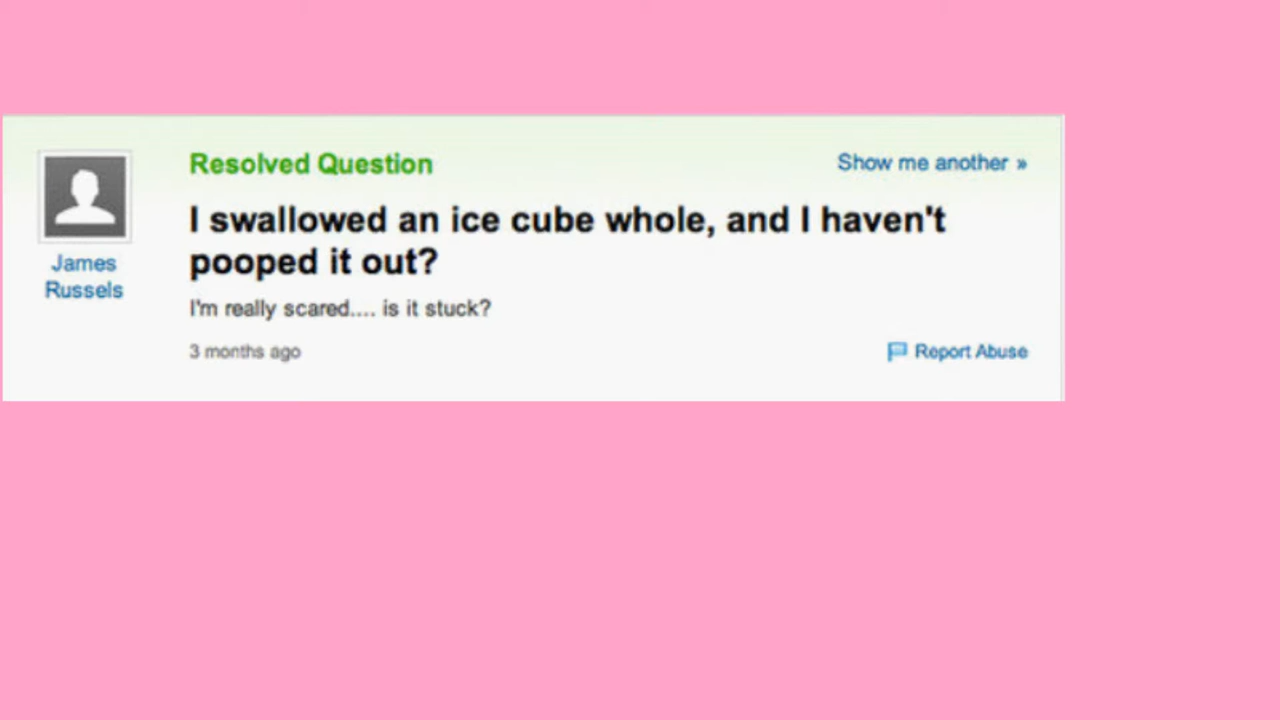 Resolved Question
Show me another »
I swallowed an ice cube whole, and I haven't
pooped it out?
James
Russels
I'm really scared.... is it stuck?
3 months ago
Report Abuse